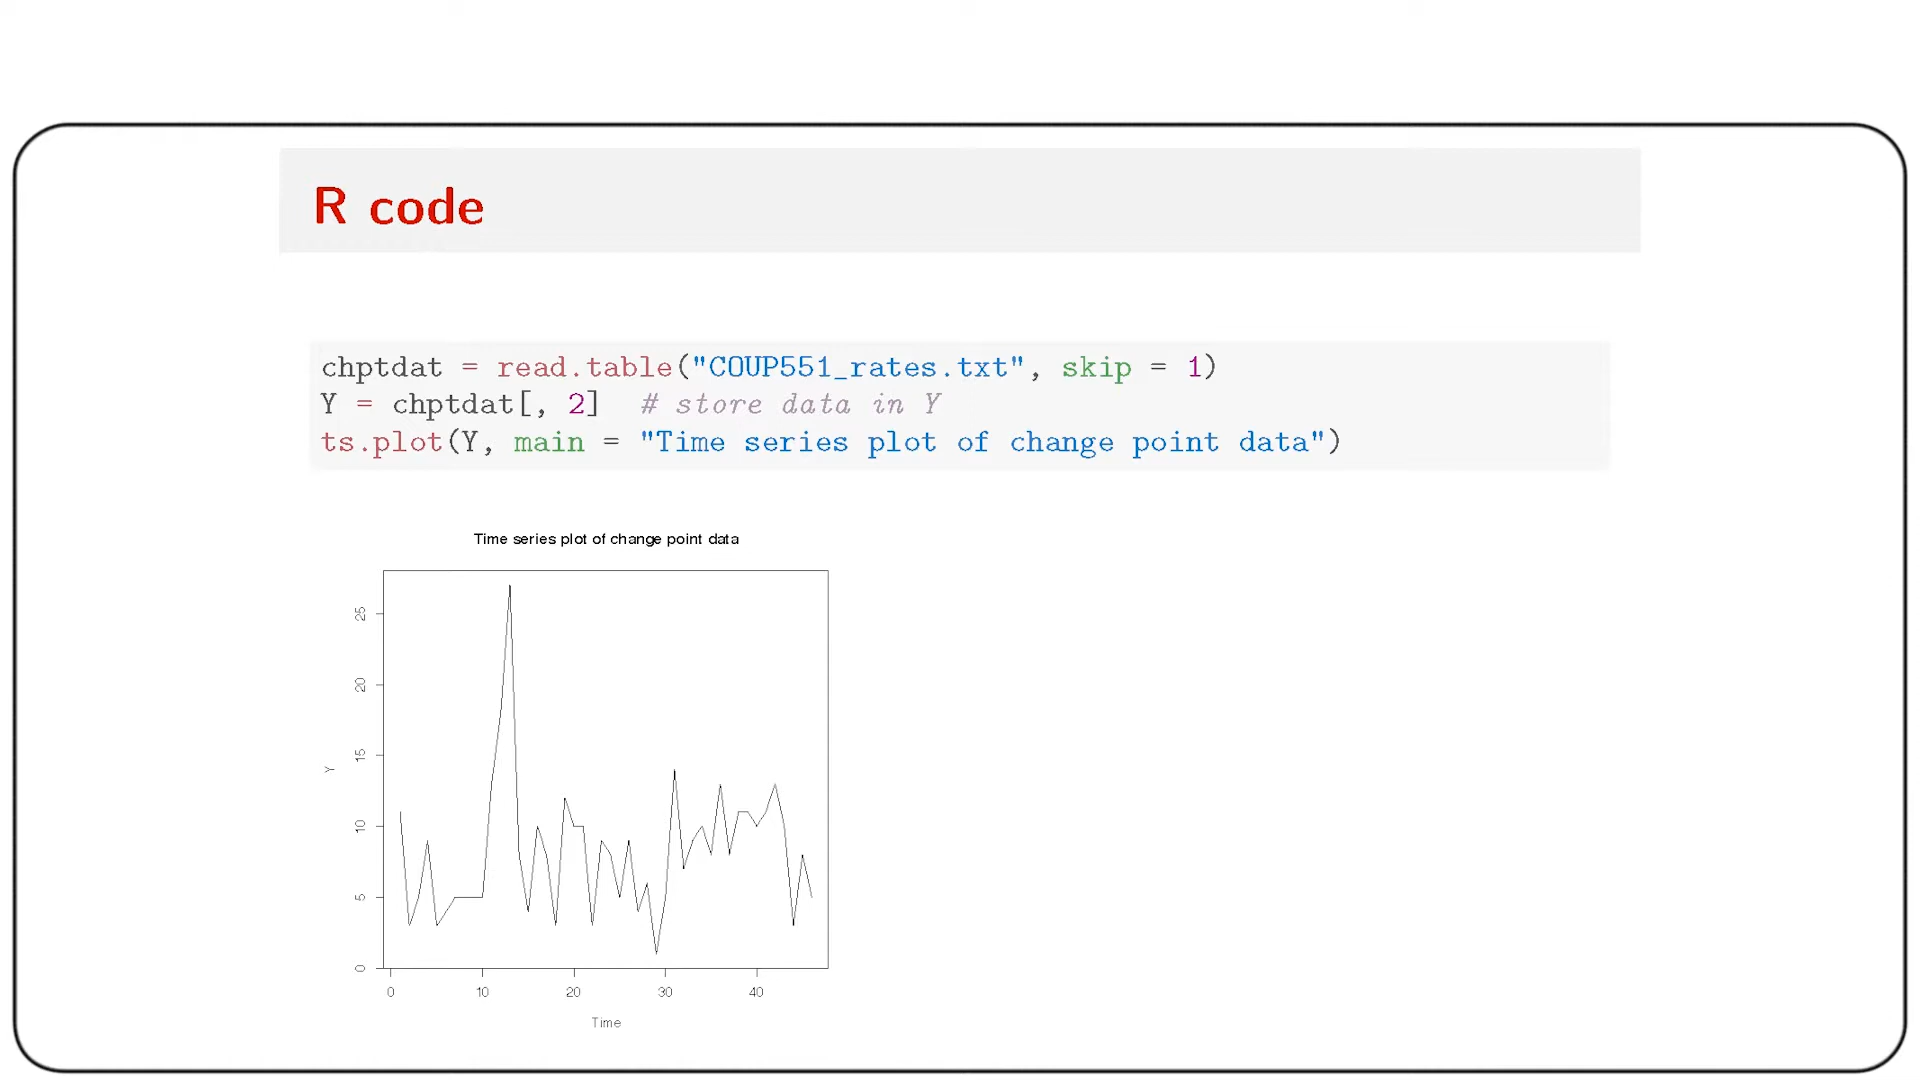 R code
chptdat = read.table("COUP551_rates.txt", skip = 1)
Y = chptdat[, 2]  # store data in Y
ts.plot(Y, main = "Time series plot of change point data")
Time series plot of change point data
25
20
15
Y
10
5
0
0 10 20 30 40
Time